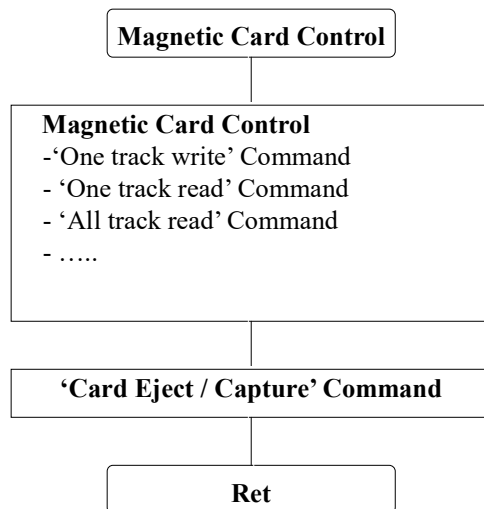 Magnetic Card Control
Magnetic Card Control
-‘One track write’ Command
- ‘One track read’ Command
- ‘All track read’ Command
- …..
‘Card Eject / Capture’ Command
Ret